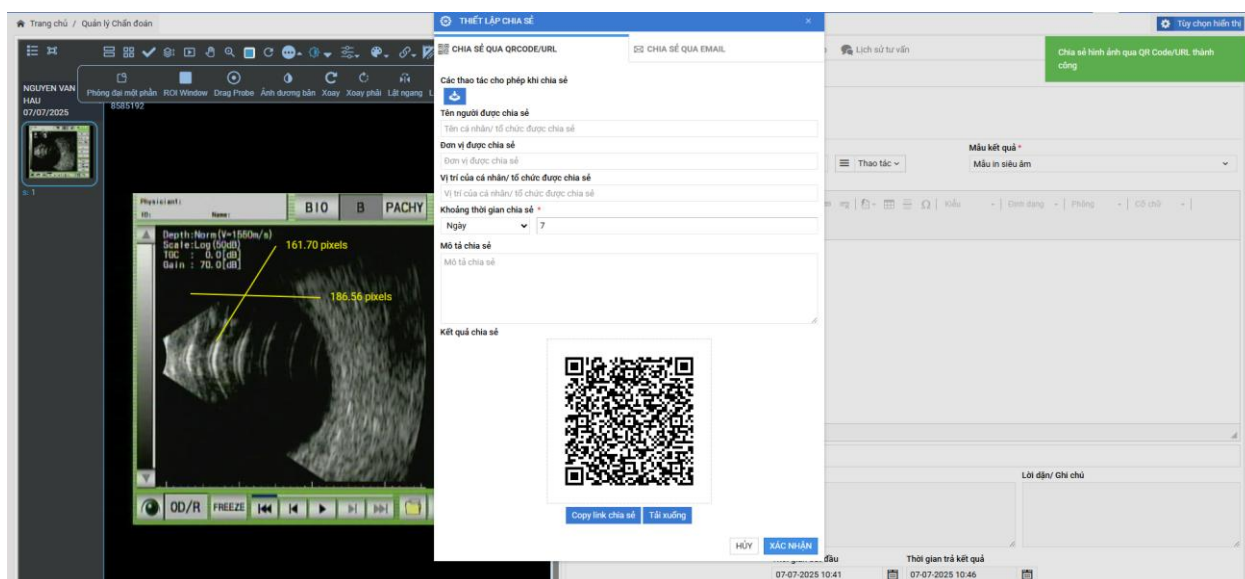 Trang chủ / Quản lý Chẩn đoán
Tùy chọn hiển thị
THIẾT LẬP CHIA SẺ
×
CHIA SẺ QUA QRCODE/URL
CHIA SẺ QUA EMAIL
Lịch sử tư vấn
Chia sẻ hình ảnh qua QR Code/URL thành công
Phóng đại một phần
ROI Window
Drag Probe
Ảnh dương bản
Xoay
Xoay phải
Lật ngang
NGUYEN VAN HAU
07/07/2025
8585192
s: 1
Các thao tác cho phép khi chia sẻ
Tên người được chia sẻ
Tên cá nhân/ tổ chức được chia sẻ
Đơn vị được chia sẻ
Đơn vị được chia sẻ
Vị trí của cá nhân/ tổ chức được chia sẻ
Vị trí của cá nhân/ tổ chức được chia sẻ
Khoảng thời gian chia sẻ *
Ngày
7
Mô tả chia sẻ
Mô tả chia sẻ
Kết quả chia sẻ
Copy link chia sẻ
Tải xuống
HỦY
XÁC NHẬN
Mẫu kết quả *
Thao tác
Mẫu in siêu âm
Kiểu
Định dạng
Phông
Cỡ chữ
Physician:
ID:
Name:
BIO
B
PACHY
Depth:Norm(V=1550m/s)
Scale:Log(50dB)
TGC : 0.0[dB]
Gain : 70.0[dB]
161.70 pixels
186.56 pixels
OD/R
FREEZE
Lời dặn/ Ghi chú
Thời gian trả kết quả
07-07-2025 10:41
07-07-2025 10:46